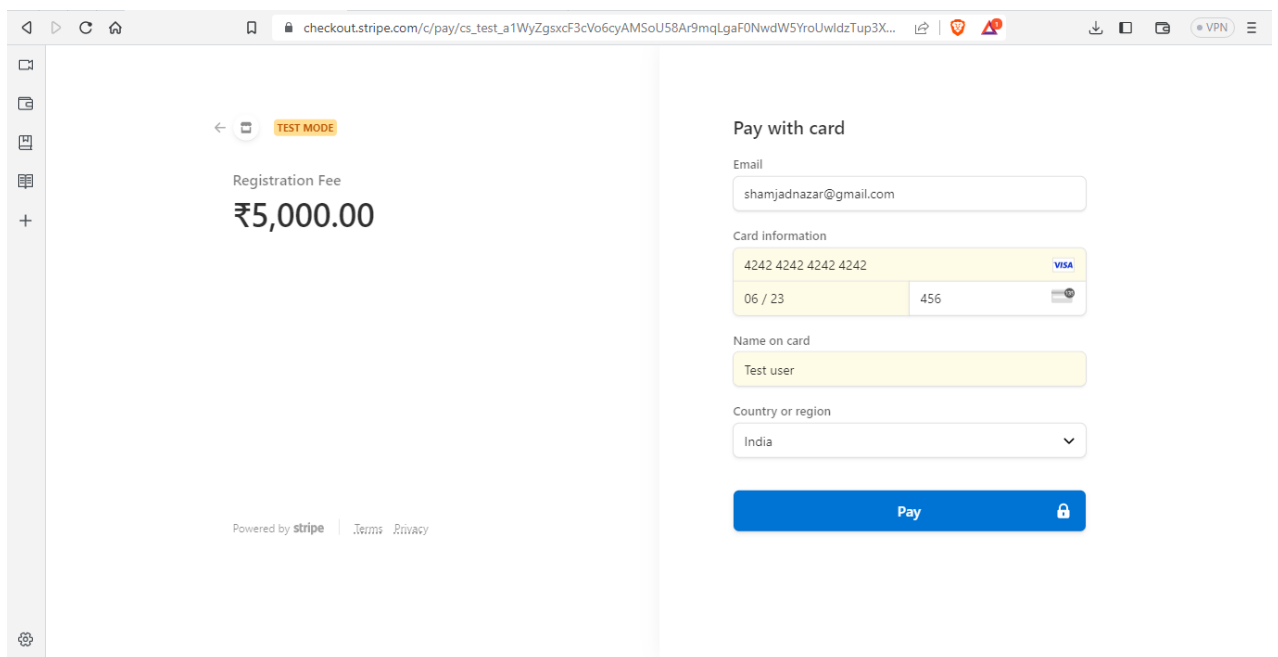 checkout.stripe.com/c/pay/cs_test_a1WyZgsxcF3cVo6cyAMSoU58Ar9mqLgaF0NwdW5YroUwldzTup3X...
1
VPN
TEST MODE
Registration Fee
₹5,000.00
Powered by stripe
Terms Privacy
Pay with card
Email
shamjadnazar@gmail.com
Card information
4242 4242 4242 4242 VISA
06 / 23 456
Name on card
Test user
Country or region
India
Pay